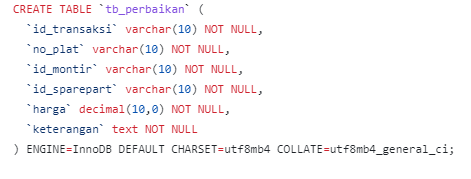 CREATE TABLE `tb_perbaikan` (
  `id_transaksi` varchar(10) NOT NULL,
  `no_plat` varchar(10) NOT NULL,
  `id_montir` varchar(10) NOT NULL,
  `id_sparepart` varchar(10) NOT NULL,
  `harga` decimal(10,0) NOT NULL,
  `keterangan` text NOT NULL
) ENGINE=InnoDB DEFAULT CHARSET=utf8mb4 COLLATE=utf8mb4_general_ci;